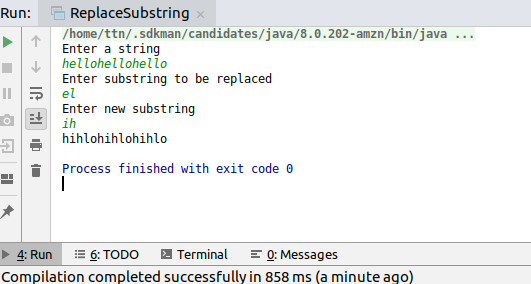 Run: ReplaceSubstring ×
/home/ttn/.sdkman/candidates/java/8.0.202-amzn/bin/java ...
Enter a string
hellohellohello
Enter substring to be replaced
el
Enter new substring
ih
hihlohihlohihlo
Process finished with exit code 0
4: Run 6: TODO Terminal 0: Messages
Compilation completed successfully in 858 ms (a minute ago)